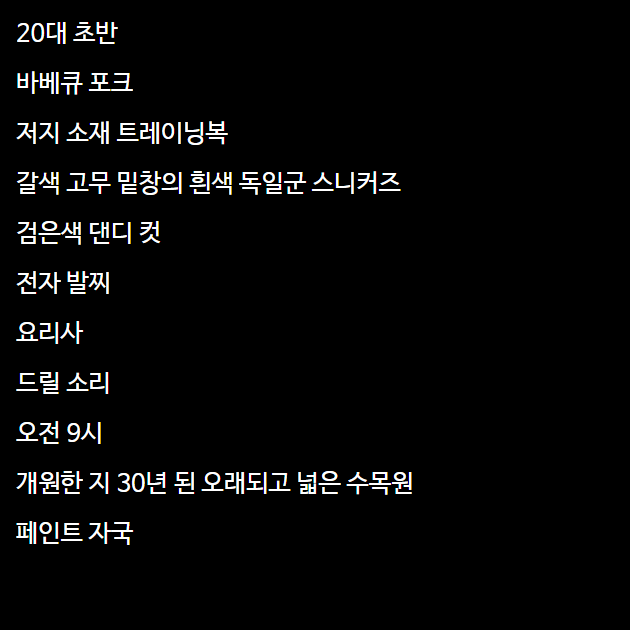 20대 초반
바베큐 포크
저지 소재 트레이닝복
갈색 고무 밑창의 흰색 독일군 스니커즈
검은색 댄디 컷
전자 발찌
요리사
드릴 소리
오전 9시
개원한 지 30년 된 오래되고 넓은 수목원
페인트 자국